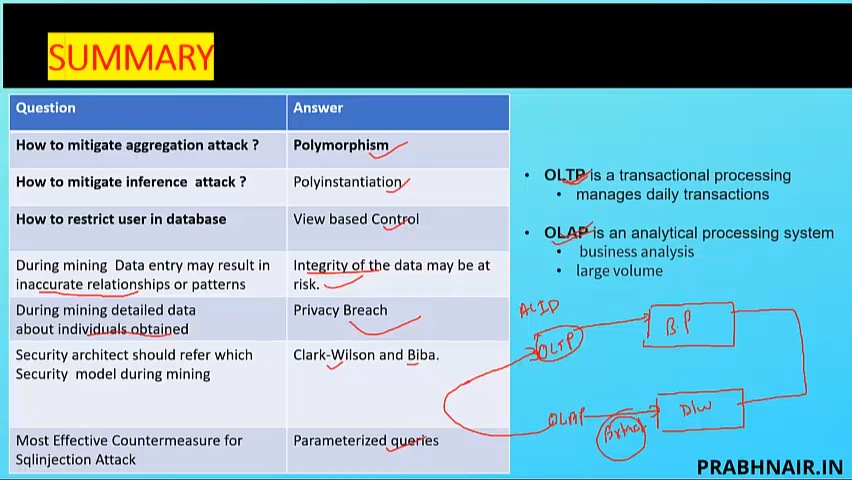 SUMMARY
Question Answer
How to mitigate aggregation attack ? Polymorphism
How to mitigate inference attack ? Polyinstantiation
How to restrict user in database View based Control
During mining Data entry may result in
inaccurate relationships or patterns
Integrity of the data may be at
risk.
During mining detailed data
about individuals obtained
Privacy Breach
Security architect should refer which
Security model during mining
Clark-Wilson and Biba.
Most Effective Countermeasure for
Sqlinjection Attack
Parameterized queries
• OLTP is a transactional processing
• manages daily transactions
• OLAP is an analytical processing system
• business analysis
• large volume
ACID
OLTP
B.P
OLAP
D/W
PRABHNAIR.IN